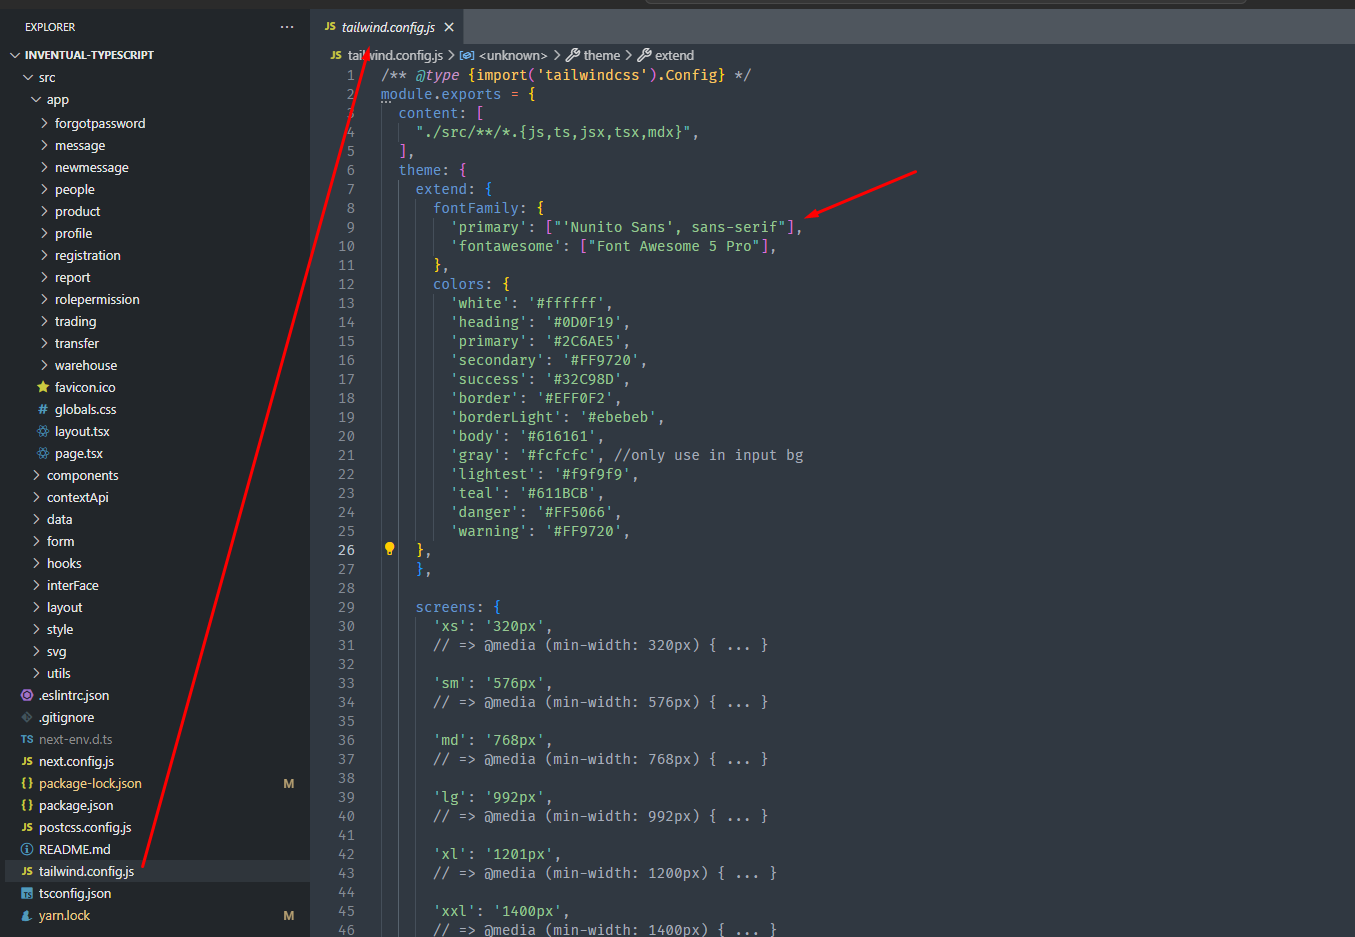 EXPLORER
···
INVENTUAL-TYPESCRIPT
src
app
forgotpassword
message
newmessage
people
product
profile
registration
report
rolepermission
trading
transfer
warehouse
favicon.ico
# globals.css
layout.tsx
page.tsx
components
contextApi
data
form
hooks
interFace
layout
style
svg
utils
.eslintrc.json
.gitignore
TS next-env.d.ts
JS next.config.js
{} package-lock.json M
{} package.json
JS postcss.config.js
README.md
JS tailwind.config.js
TS tsconfig.json
yarn.lock M
JS tailwind.config.js ×
JS tailwind.config.js > <unknown> > theme > extend
1 /** @type {import('tailwindcss').Config} */
2 module.exports = {
3 content: [
4 "./src/**/*.{js,ts,jsx,tsx,mdx}",
5 ],
6 theme: {
7 extend: {
8 fontFamily: {
9 'primary': ["'Nunito Sans', sans-serif"],
10 'fontawesome': ["Font Awesome 5 Pro"],
11 },
12 colors: {
13 'white': '#ffffff',
14 'heading': '#0D0F19',
15 'primary': '#2C6AE5',
16 'secondary': '#FF9720',
17 'success': '#32C98D',
18 'border': '#EFF0F2',
19 'borderLight': '#ebebeb',
20 'body': '#616161',
21 'gray': '#fcfcfc', //only use in input bg
22 'lightest': '#f9f9f9',
23 'teal': '#611BCB',
24 'danger': '#FF5066',
25 'warning': '#FF9720',
26 },
27 },
28
29 screens: {
30 'xs': '320px',
31 // => @media (min-width: 320px) { ... }
32
33 'sm': '576px',
34 // => @media (min-width: 576px) { ... }
35
36 'md': '768px',
37 // => @media (min-width: 768px) { ... }
38
39 'lg': '992px',
40 // => @media (min-width: 992px) { ... }
41
42 'xl': '1201px',
43 // => @media (min-width: 1200px) { ... }
44
45 'xxl': '1400px',
46 // => @media (min-width: 1400px) { ... }